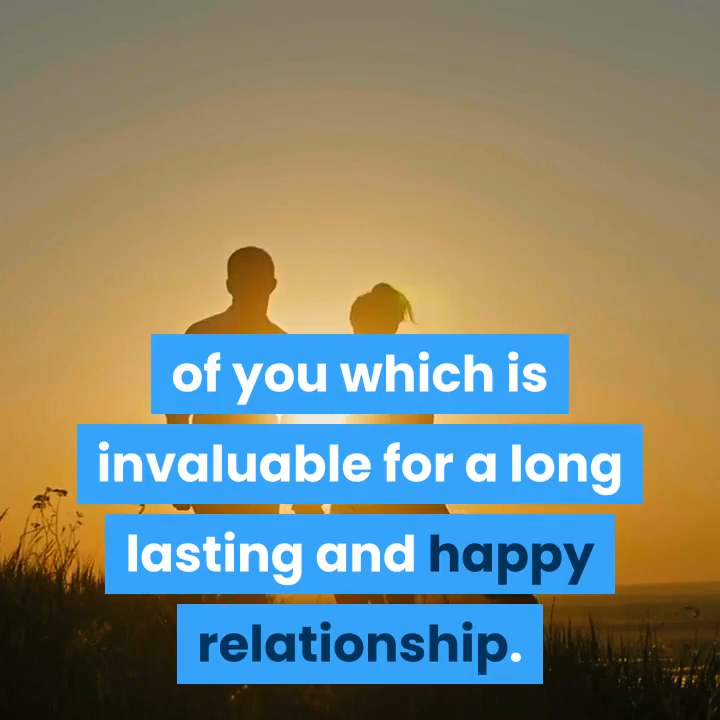 of you which is
invaluable for a long
lasting and happy
relationship.